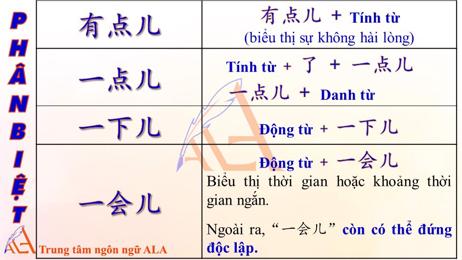 PHÂN BIỆT
有点儿
有点儿 + Tính từ
(biểu thị sự không hài lòng)
一点儿
Tính từ + 了 + 一点儿
一点儿 + Danh từ
一下儿
Động từ + 一下儿
一会儿
Động từ + 一会儿
Biểu thị thời gian hoặc khoảng thời
gian ngắn.
Ngoài ra, “一会儿” còn có thể đứng
độc lập.
ALA
ALA
Trung tâm ngôn ngữ ALA